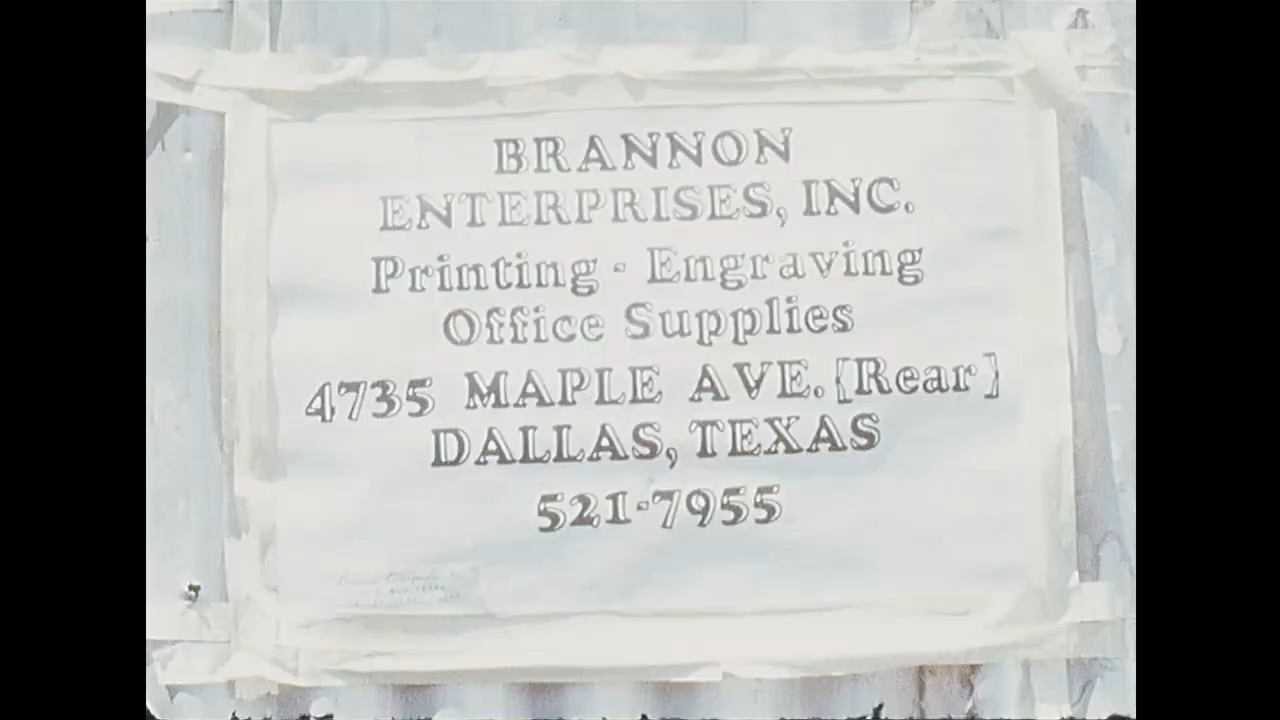 BRANNON
ENTERPRISES, INC.
Printing - Engraving
Office Supplies
4735 MAPLE AVE. [Rear]
DALLAS, TEXAS
521-7955